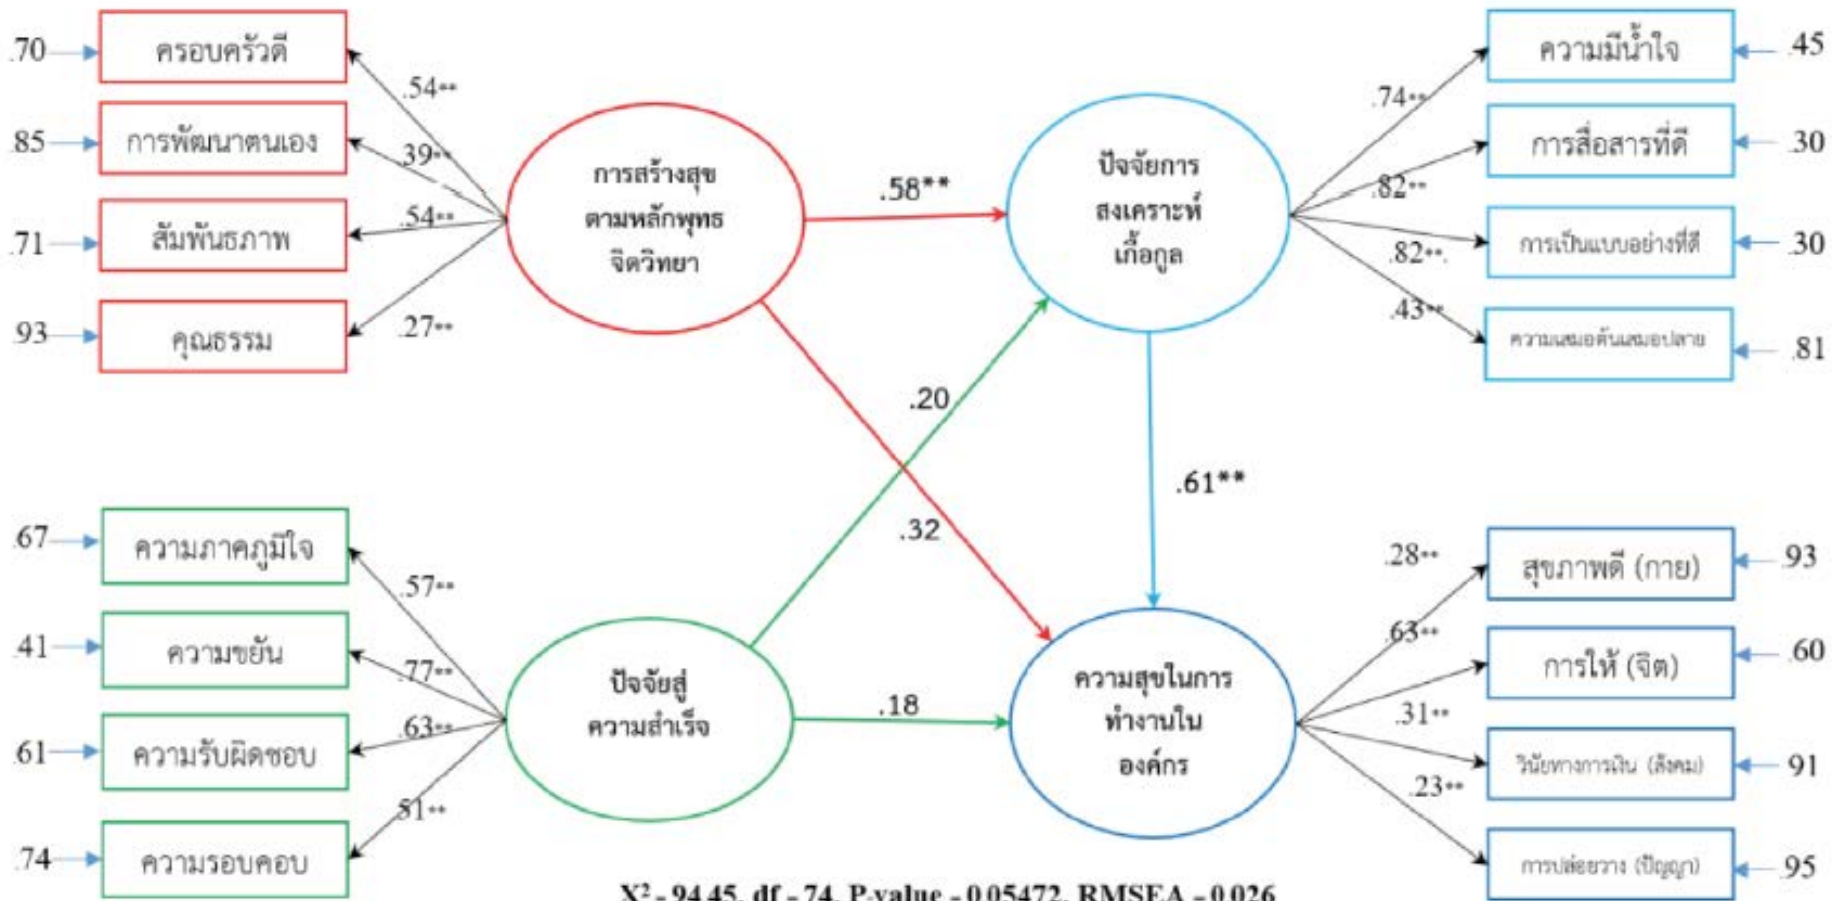 .70
ครอบครัวดี
.54**
.85
การพัฒนาตนเอง
.39**
.71
สัมพันธภาพ
.54**
.93
คุณธรรม
.27**
การสร้างสุข
ตามหลักพุทธ
จิตวิทยา
.58**
ปัจจัยการ
สงเคราะห์
เกื้อกูล
.74**
ความมีน้ำใจ
.45
.82**
การสื่อสารที่ดี
.30
.82**.
การเป็นแบบอย่างที่ดี
.30
.43**
ความเสมอต้นเสมอปลาย
.81
.20
.32
.61**
.67
ความภาคภูมิใจ
.57**
.41
ความขยัน
.77**
.61
ความรับผิดชอบ
.63**
.74
ความรอบคอบ
.51**
ปัจจัยสู่
ความสำเร็จ
.18
ความสุขในการ
ทำงานใน
องค์กร
.28**
สุขภาพดี (กาย)
.93
.63**
การให้ (จิต)
.60
.31**
วินัยทางการเงิน (สังคม)
.91
.23**
การปล่อยวาง (ปัญญา)
.95
X² - 94.45, df - 74, P-value - 0.05472, RMSEA - 0.026